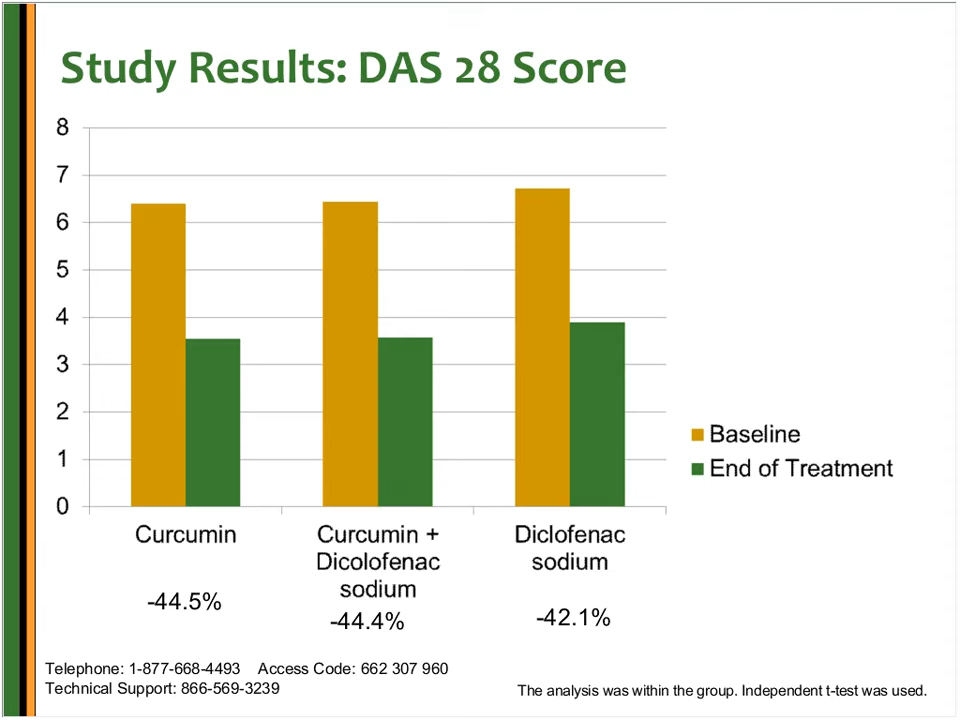 Study Results: DAS 28 Score
8
7
6
5
4
3
2
1
0
Baseline
End of Treatment
Curcumin
Curcumin +
Dicolofenac
sodium
Diclofenac
sodium
-44.5%
-44.4%
-42.1%
Telephone: 1-877-668-4493 Access Code: 662 307 960
Technical Support: 866-569-3239
The analysis was within the group. Independent t-test was used.